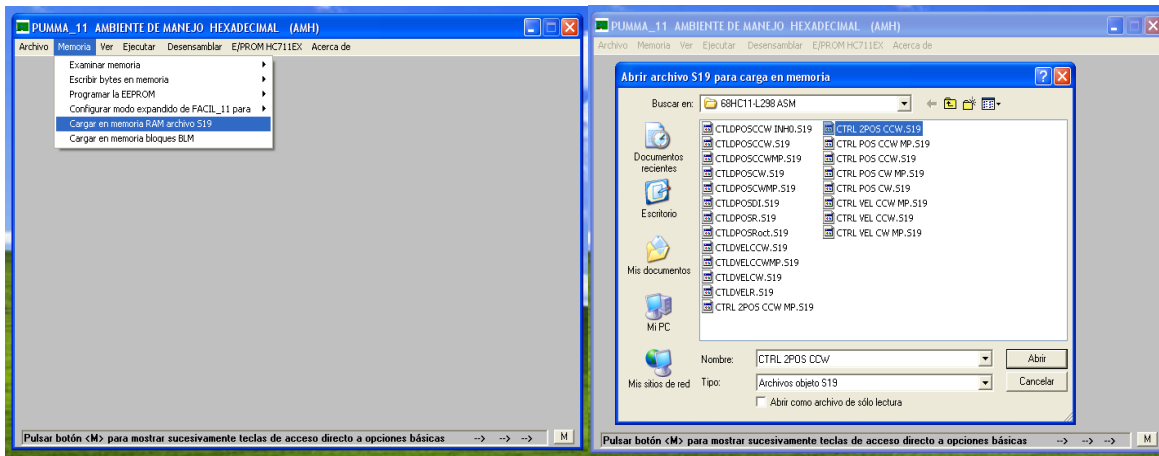 PUMMA_11 AMBIENTE DE MANEJO HEXADECIMAL (AMH)
Archivo Memoria Ver Ejecutar Desensamblar E/PROM HC711EX Acerca de
Examinar memoria
Escribir bytes en memoria
Programar la EEPROM
Configurar modo expandido de FACIL_11 para
Cargar en memoria RAM archivo S19
Cargar en memoria bloques BLM
Pulsar botón <M> para mostrar sucesivamente teclas de acceso directo a opciones básicas --> --> --> M
PUMMA_11 AMBIENTE DE MANEJO HEXADECIMAL (AMH)
Archivo Memoria Ver Ejecutar Desensamblar E/PROM HC711EX Acerca de
Abrir archivo S19 para carga en memoria
Buscar en: 68HC11-L298 ASM
Documentos recientes
Escritorio
Mis documentos
Mi PC
Mis sitios de red
CTLDPOSCCW INH0.S19
CTLDPOSCCW.S19
CTLDPOSCCWMP.S19
CTLDPOSCW.S19
CTLDPOSCWMP.S19
CTLDPOSDI.S19
CTLDPOSR.S19
CTLDPOSRoct.S19
CTLDVELCCW.S19
CTLDVELCCWMP.S19
CTLDVELCW.S19
CTLDVELR.S19
CTRL 2POS CCW MP.S19
CTRL 2POS CCW.S19
CTRL POS CCW MP.S19
CTRL POS CCW.S19
CTRL POS CW MP.S19
CTRL POS CW.S19
CTRL VEL CCW MP.S19
CTRL VEL CCW.S19
CTRL VEL CW MP.S19
Nombre: CTRL 2POS CCW Abrir
Tipo: Archivos objeto S19 Cancelar
Abrir como archivo de sólo lectura
Pulsar botón <M> para mostrar sucesivamente teclas de acceso directo a opciones básicas --> --> --> M